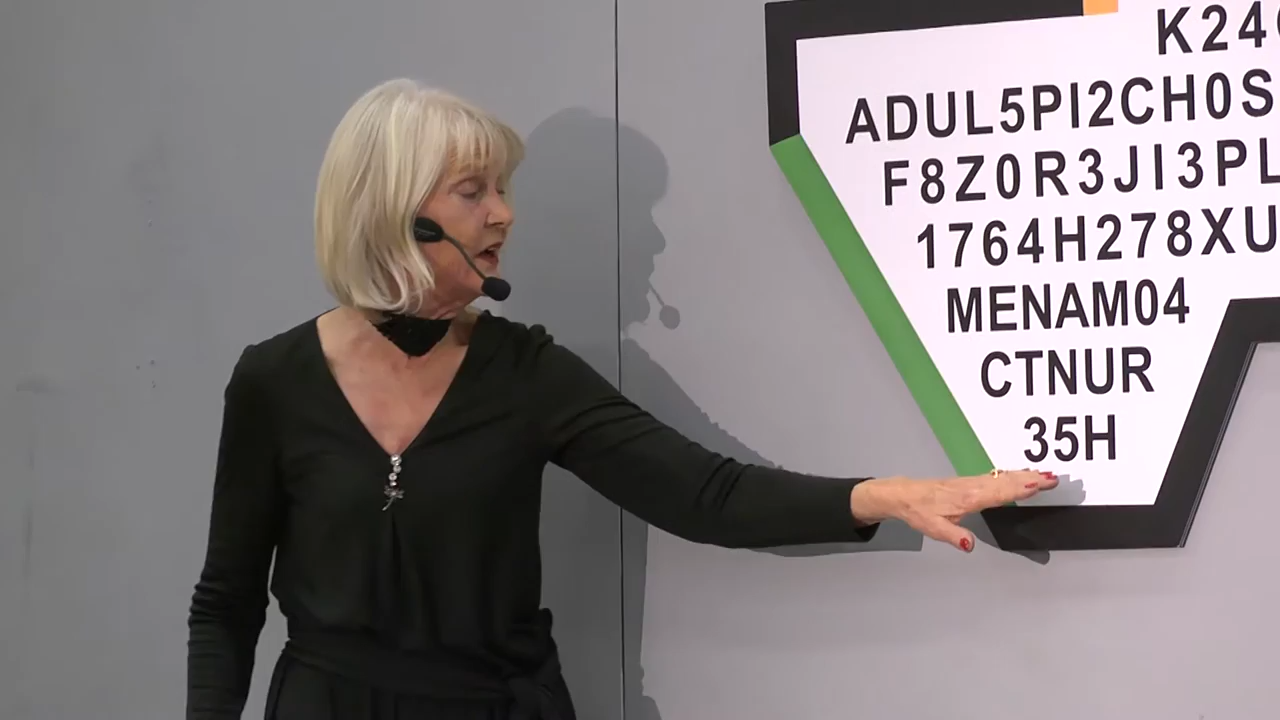 K24
ADUL5PI2CH0S
F8Z0R3JI3PL
1764H278XU
MENAM04
CTNUR
35H